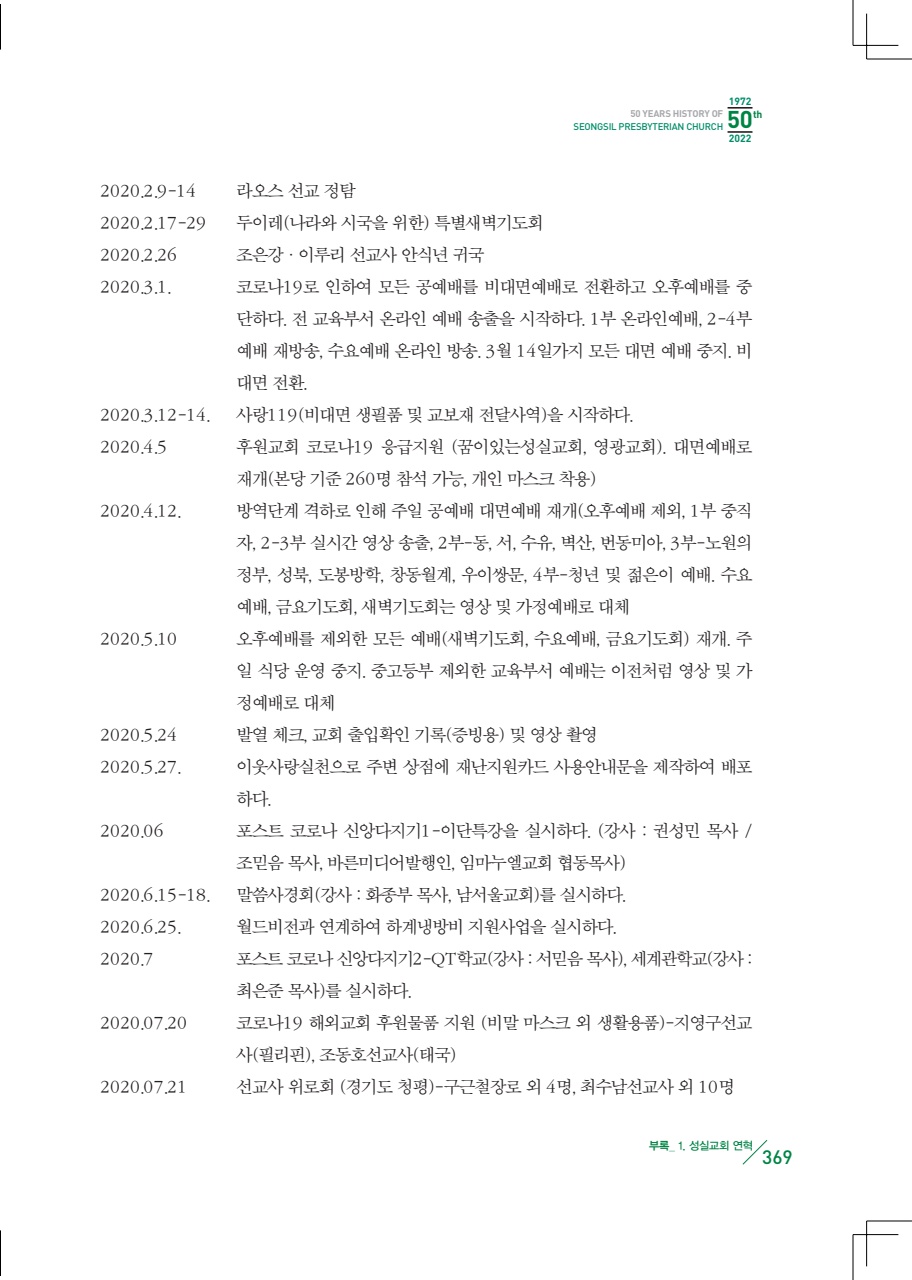 1972
50 YEARS HISTORY OF
50th
SEONGSIL PRESBYTERIAN CHURCH
2022
2020.2.9-14 라오스 선교 정탐
2020.2.17-29 두이레(나라와 시국을 위한) 특별새벽기도회
2020.2.26 조은강 · 이루리 선교사 안식년 귀국
2020.3.1. 코로나19로 인하여 모든 공예배를 비대면예배로 전환하고 오후예배를 중
단하다. 전 교육부서 온라인 예배 송출을 시작하다. 1부 온라인예배, 2-4부
예배 재방송, 수요예배 온라인 방송. 3월 14일가지 모든 대면 예배 중지. 비
대면 전환.
2020.3.12-14. 사랑119(비대면 생필품 및 교보재 전달사역)을 시작하다.
2020.4.5 후원교회 코로나19 응급지원 (꿈이있는성실교회, 영광교회). 대면예배로
재개(본당 기준 260명 참석 가능, 개인 마스크 착용)
2020.4.12. 방역단계 격하로 인해 주일 공예배 대면예배 재개(오후예배 제외, 1부 중직
자, 2-3부 실시간 영상 송출, 2부-동, 서, 수유, 벽산, 번동미아, 3부-노원의
정부, 성북, 도봉방학, 창동월계, 우이쌍문, 4부-청년 및 젊은이 예배. 수요
예배, 금요기도회, 새벽기도회는 영상 및 가정예배로 대체
2020.5.10 오후예배를 제외한 모든 예배(새벽기도회, 수요예배, 금요기도회) 재개. 주
일 식당 운영 중지. 중고등부 제외한 교육부서 예배는 이전처럼 영상 및 가
정예배로 대체
2020.5.24 발열 체크, 교회 출입확인 기록(증빙용) 및 영상 촬영
2020.5.27. 이웃사랑실천으로 주변 상점에 재난지원카드 사용안내문을 제작하여 배포
하다.
2020.06 포스트 코로나 신앙다지기1-이단특강을 실시하다. (강사 : 권성민 목사 /
조믿음 목사, 바른미디어발행인, 임마누엘교회 협동목사)
2020.6.15-18. 말씀사경회(강사 : 화종부 목사, 남서울교회)를 실시하다.
2020.6.25. 월드비전과 연계하여 하계냉방비 지원사업을 실시하다.
2020.7 포스트 코로나 신앙다지기2-QT학교(강사 : 서믿음 목사), 세계관학교(강사 :
최은준 목사)를 실시하다.
2020.07.20 코로나19 해외교회 후원물품 지원 (비말 마스크 외 생활용품)-지영구선교
사(필리핀), 조동호선교사(태국)
2020.07.21 선교사 위로회 (경기도 청평)-구근철장로 외 4명, 최수남선교사 외 10명
부록_ 1. 성실교회 연혁
369